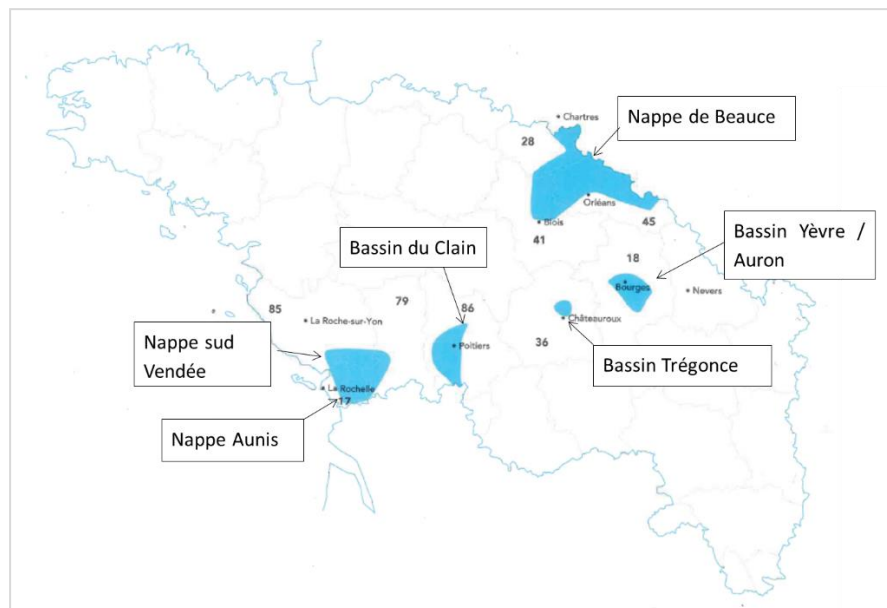 Chartres
Nappe de Beauce
28
Orléans
Blois
45
41
Bassin Yèvre /
Auron
Bassin du Clain
18
Bourges
Nevers
85
79
86
La Roche-sur-Yon
Châteauroux
Poitiers
36
Nappe sud
Vendée
Bassin Trégonce
La Rochelle
17
Nappe Aunis